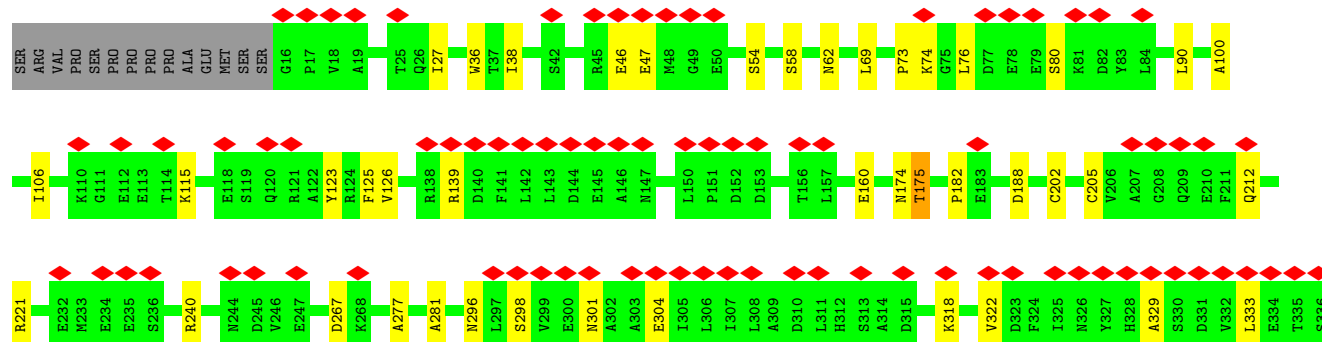 SER ARG VAL PRO SER PRO PRO PRO PRO ALA GLU MET SER SER G16 P17 V18 A19 T25 Q26 I27 W36 T37 I38 S42 R45 E46 E47 M48 G49 E50 S54 S58 N62 L69 P73 K74 G75 L76 D77 E78 E79 S80 K81 D82 Y83 L84 L90 A100
I106 K110 G111 E112 E113 T114 K115 E118 S119 Q120 R121 A122 Y123 R124 F125 V126 R138 R139 D140 F141 L142 L143 D144 E145 A146 N147 L150 P151 D152 D153 T156 L157 E160 N174 T175 P182 E183 D188 C202 C205 V206 A207 G208 Q209 E210 F211 Q212
R221 E232 M233 E234 E235 S236 R240 N244 D245 V246 E247 D267 K268 A277 A281 N296 L297 S298 V299 E300 N301 A302 A303 E304 I305 L306 I307 L308 A309 D310 L311 H312 S313 A314 D315 K318 V322 D323 F324 I325 N326 Y327 H328 A329 S330 D331 V332 L333 E334 T335 S336